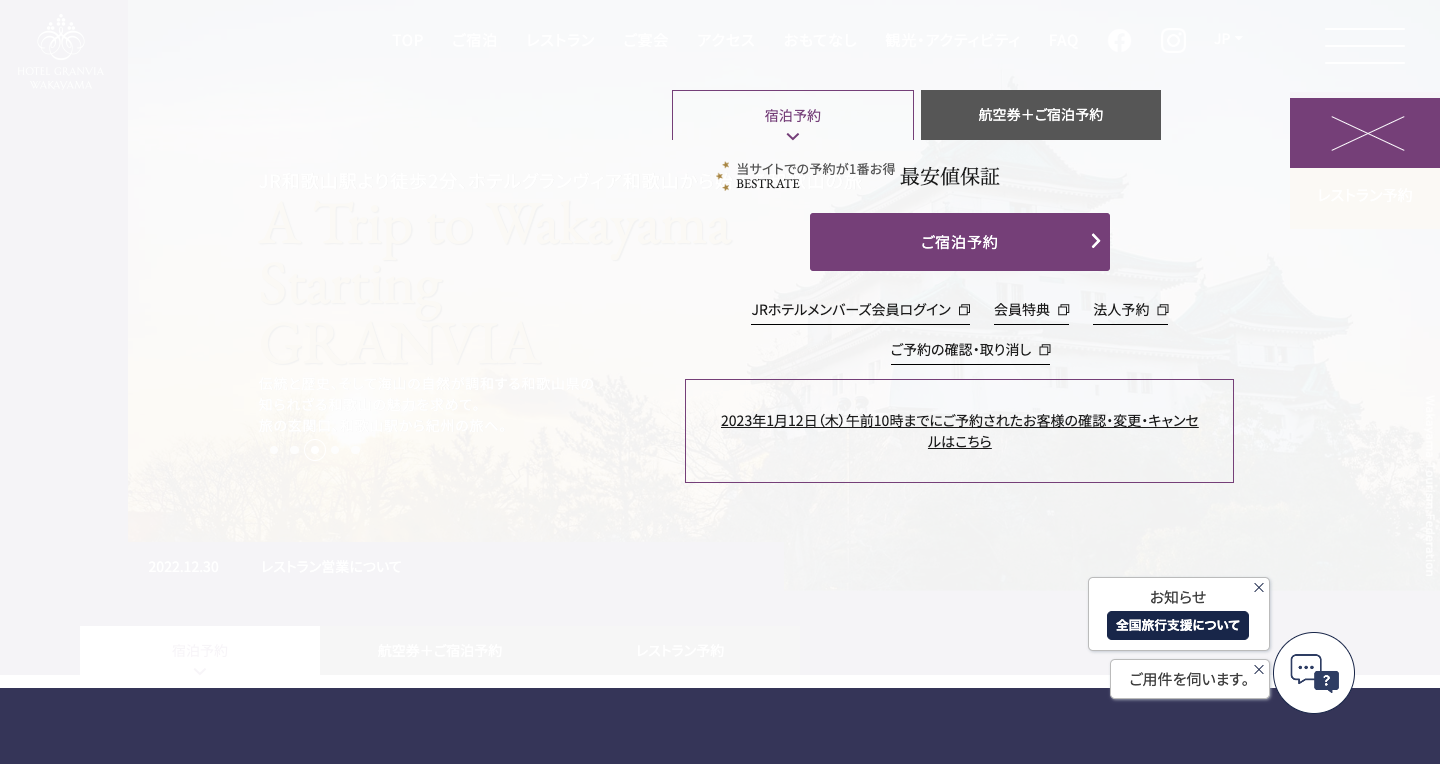 HOTEL GRANVIA
WAKAYAMA
TOP ご宿泊 レストラン ご宴会 アクセス おもてなし 観光・アクティビティ FAQ JP
宿泊予約
航空券＋ご宿泊予約
当サイトでの予約が1番お得
BESTRATE
最安値保証
レストラン予約
JR和歌山駅より徒歩2分、ホテルグランヴィア和歌山から
A Trip to Wakayama
Starting
GRANVIA
ご宿泊予約
JRホテルメンバーズ会員ログイン
会員特典
法人予約
ご予約の確認・取り消し
2023年1月12日（木）午前10時までにご予約されたお客様の確認・変更・キャンセ
ルはこちら
2022.12.30 レストラン営業について
お知らせ
全国旅行支援について
ご用件を伺います。
宿泊予約
航空券＋ご宿泊予約
レストラン予約